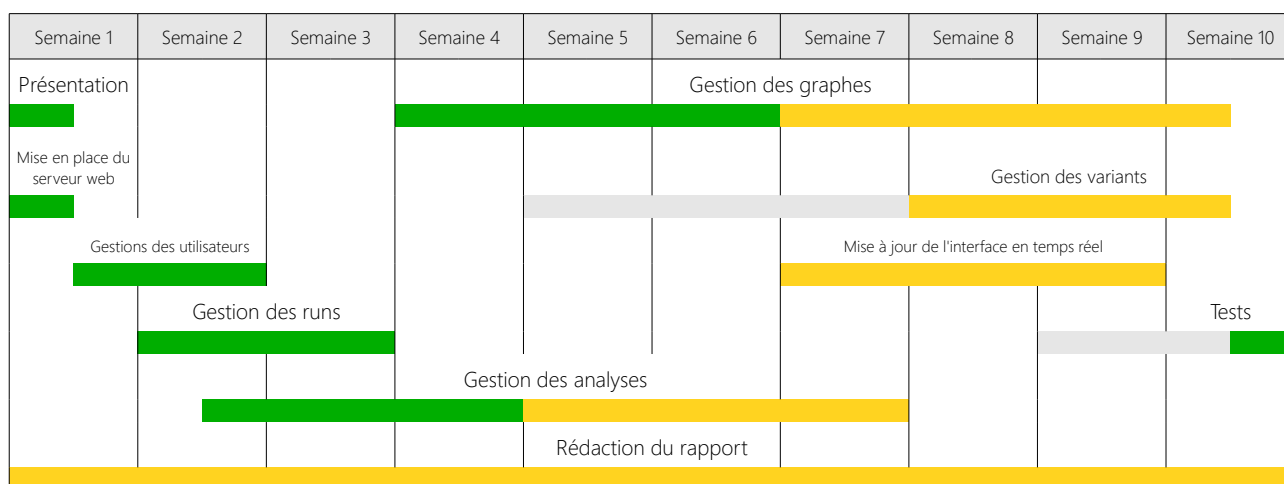 Semaine 1
Semaine 2
Semaine 3
Semaine 4
Semaine 5
Semaine 6
Semaine 7
Semaine 8
Semaine 9
Semaine 10
Présentation
Gestion des graphes
Mise en place du
serveur web
Gestion des variants
Gestions des utilisateurs
Mise à jour de l'interface en temps réel
Gestion des runs
Tests
Gestion des analyses
Rédaction du rapport